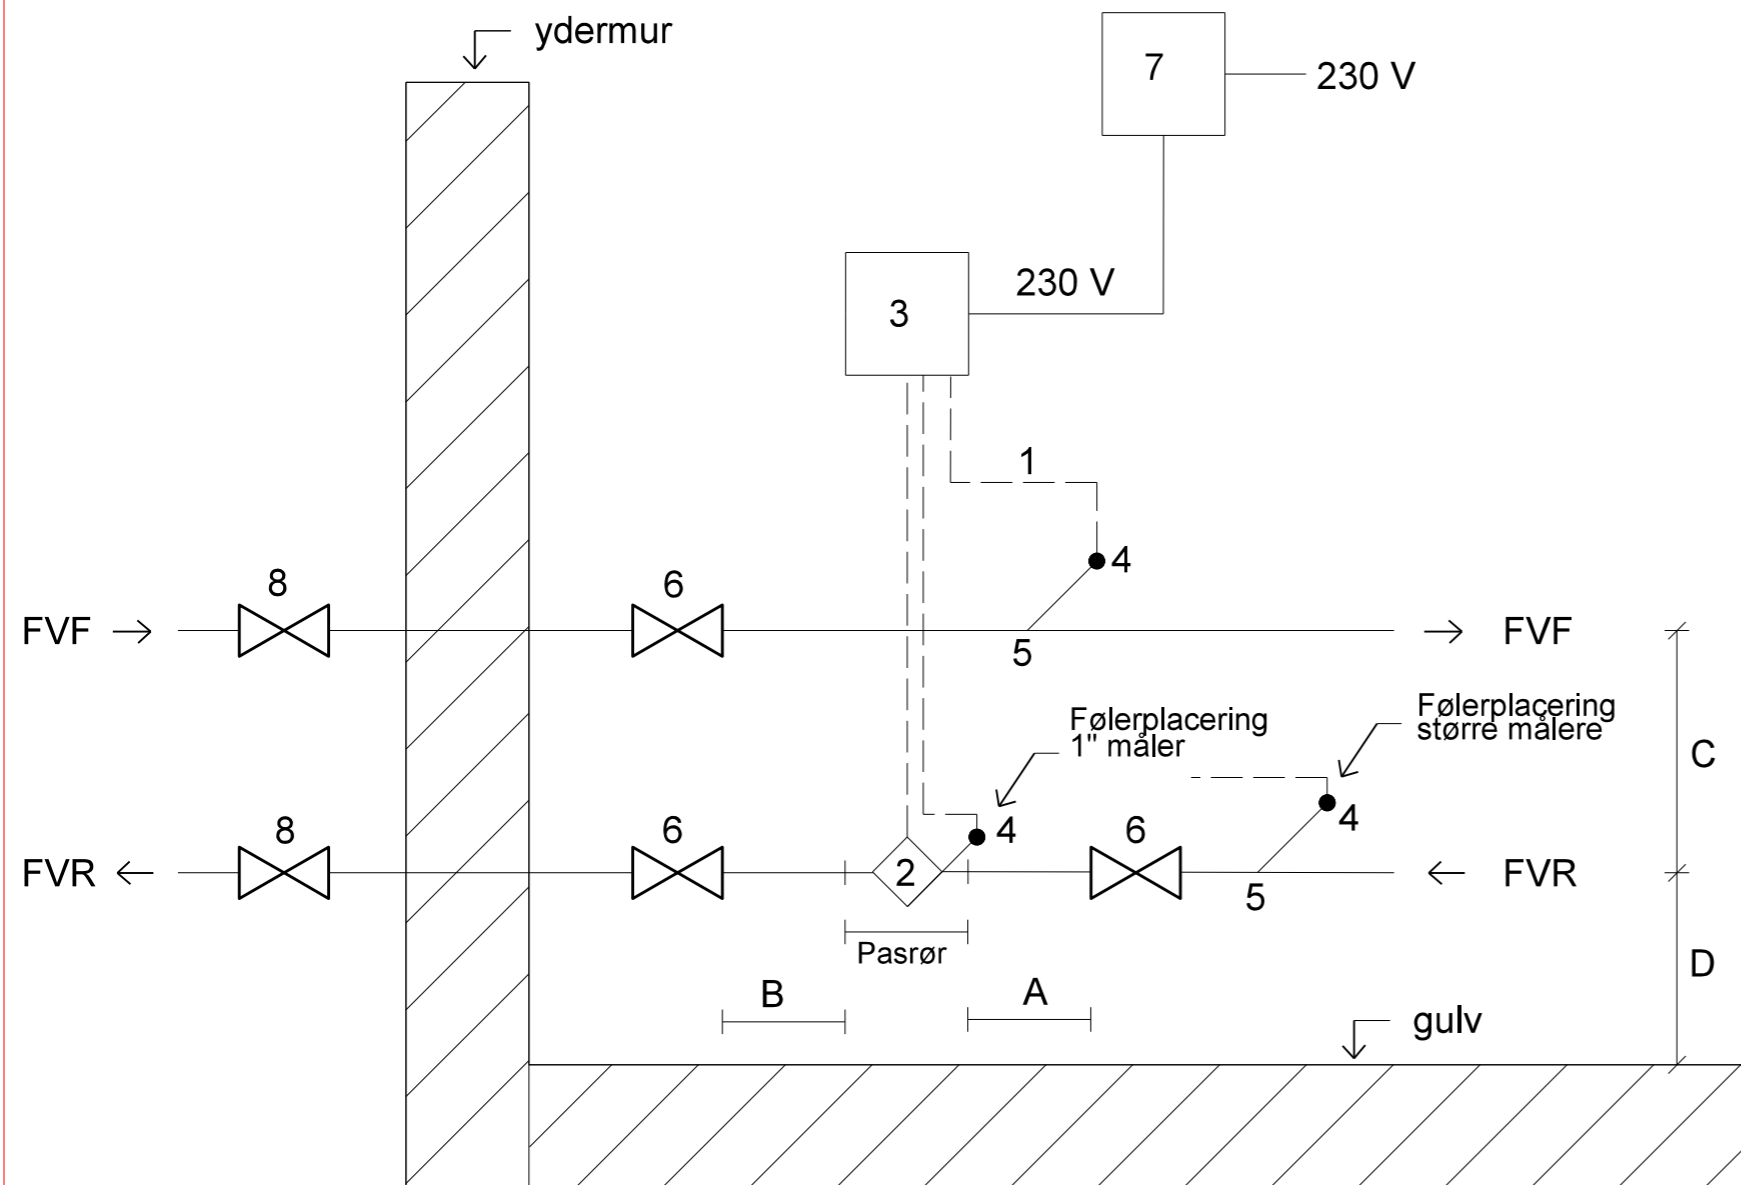 ydermur
7
230 V
230 V
3
1
4
8
6
FVF
FVF
5
Følerplacering
1" måler
Følerplacering
større målere
C
8
6
4
6
4
FVR
2
FVR
5
Pasrør
D
B
A
gulv